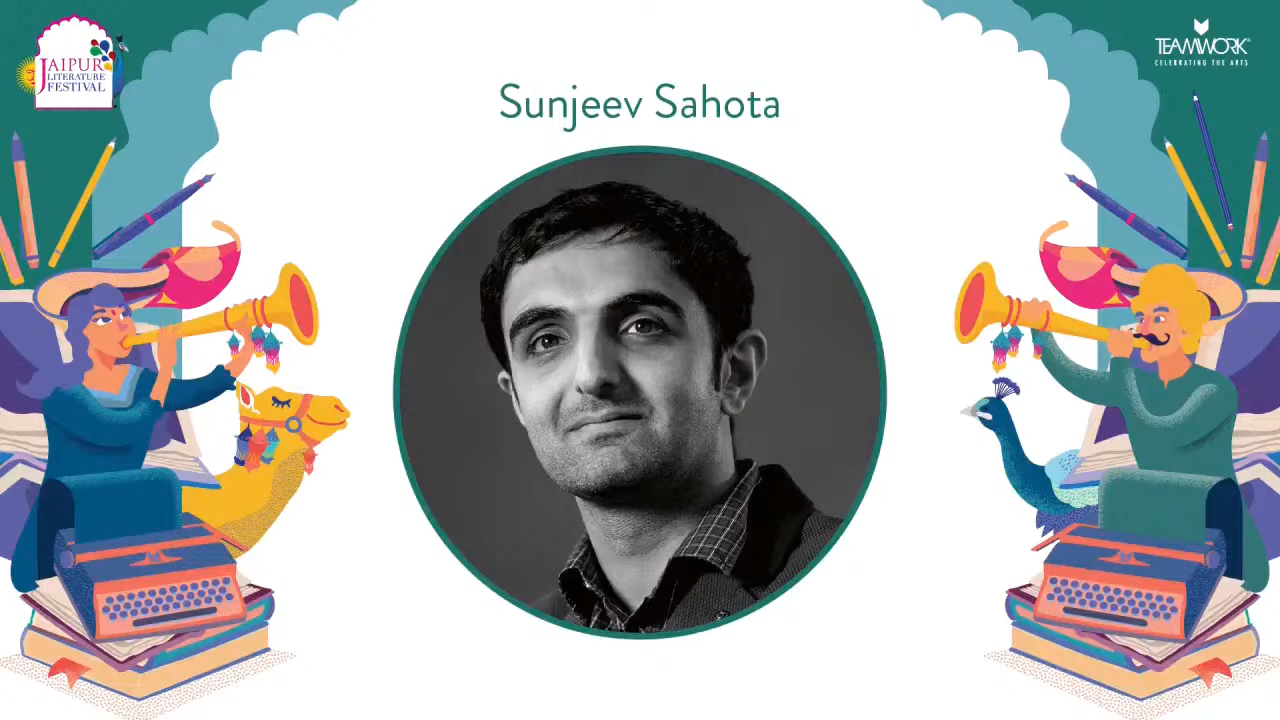 JAIPUR
LITERATURE
FESTIVAL
TEAMWORK®
CELEBRATING THE ARTS
Sunjeev Sahota